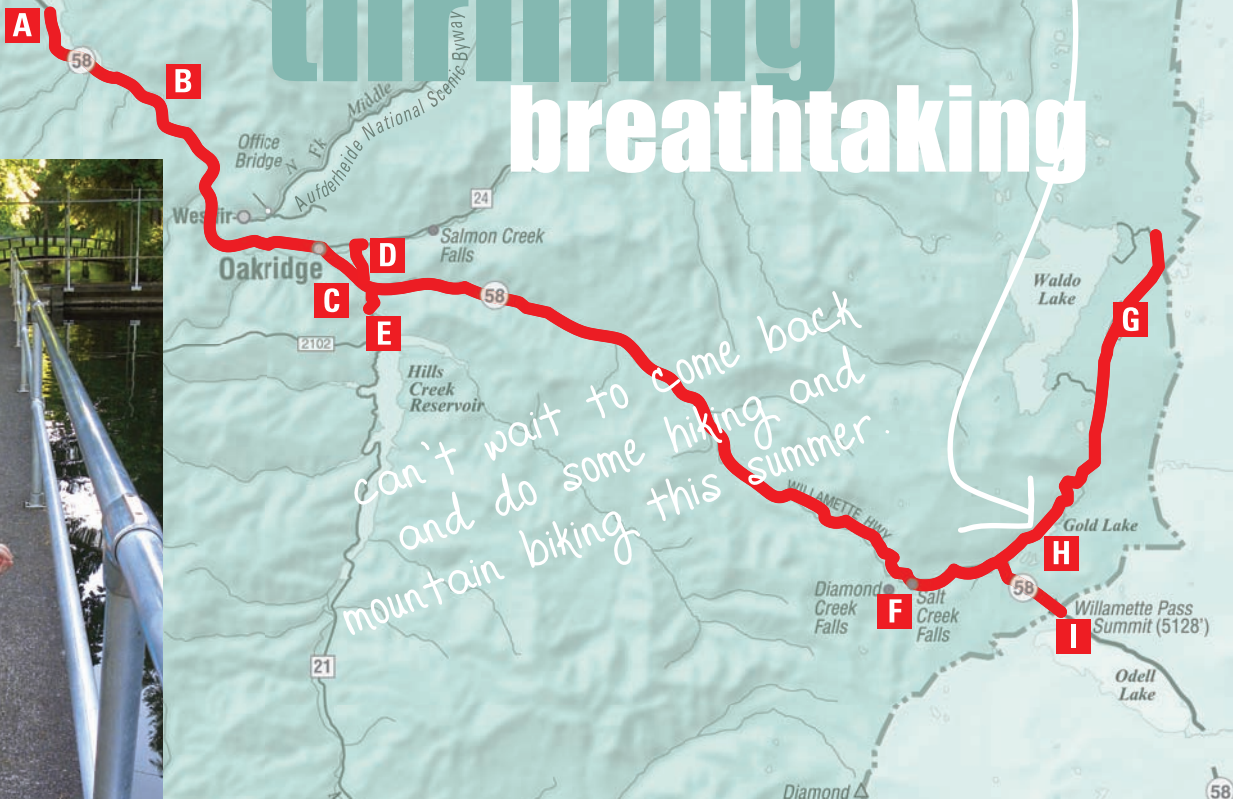 thrilling
breathtaking
A
58
B
Office
Bridge
N Fk Middle
Aufderheide National Scenic Byway
Westfir
24
Salmon Creek
Falls
Oakridge
D
C
E
58
2102
Hills
Creek
Reservoir
Waldo
Lake
G
can't wait to come back
and do some hiking and
mountain biking this summer.
WILLAMETTE HWY
Gold Lake
H
Diamond
Creek
Falls
F
Salt
Creek
Falls
58
Willamette Pass
Summit (5128')
I
21
Odell
Lake
Diamond
58